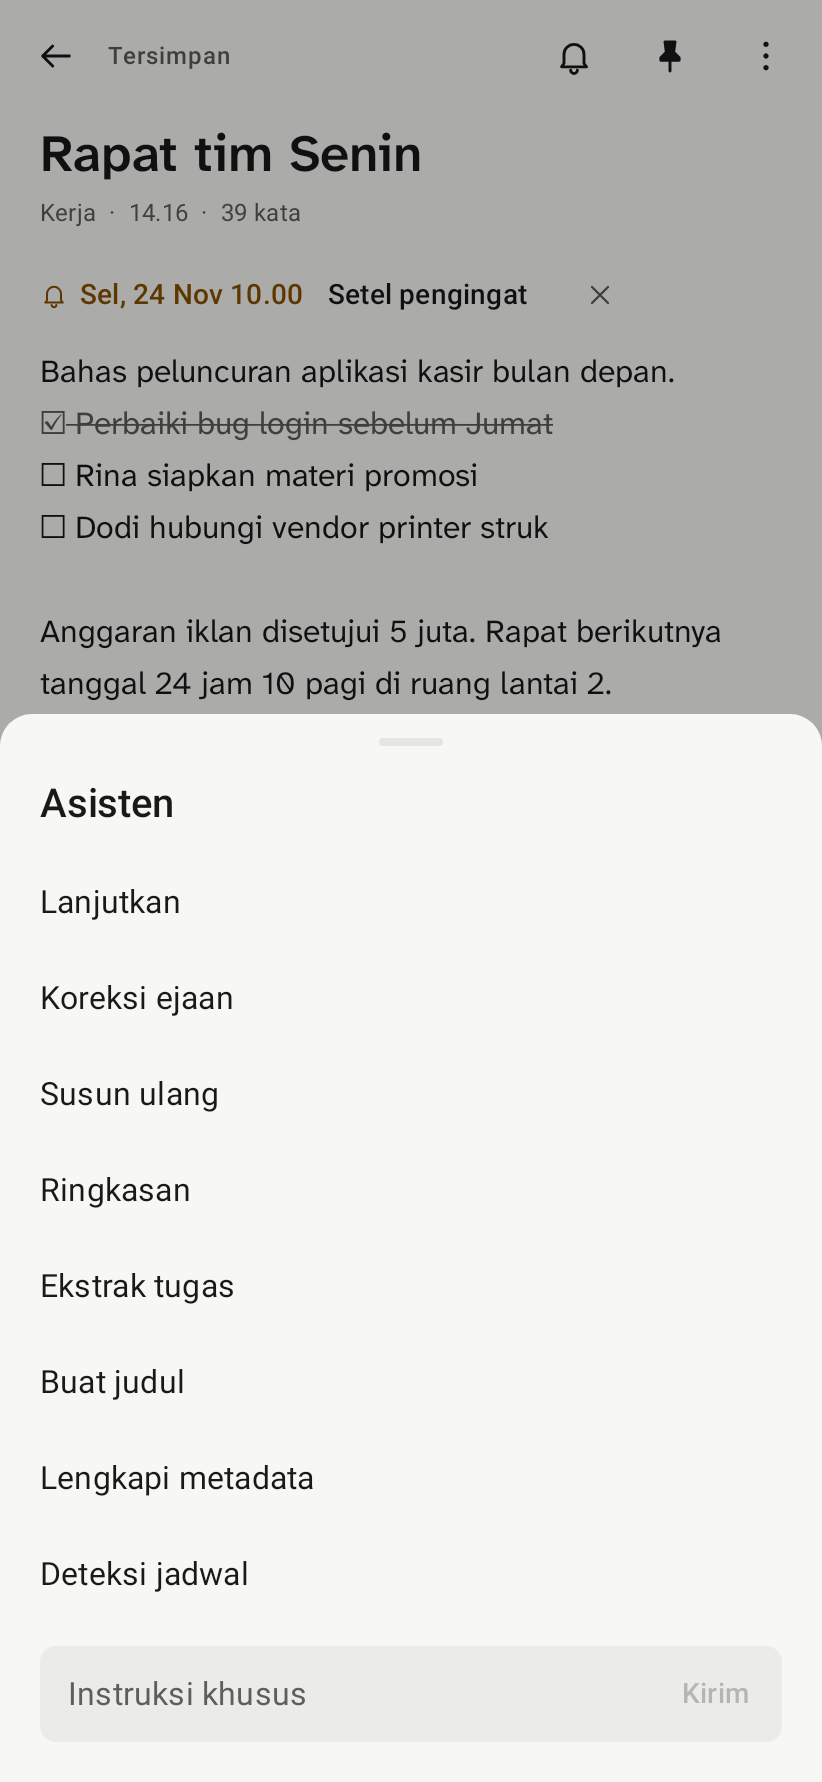 Tersimpan
Rapat tim Senin
Kerja · 14.16 · 39 kata
Sel, 24 Nov 10.00 Setel pengingat
Bahas peluncuran aplikasi kasir bulan depan.
☑ Perbaiki bug login sebelum Jumat
☐ Rina siapkan materi promosi
☐ Dodi hubungi vendor printer struk
Anggaran iklan disetujui 5 juta. Rapat berikutnya
tanggal 24 jam 10 pagi di ruang lantai 2.
Asisten
Lanjutkan
Koreksi ejaan
Susun ulang
Ringkasan
Ekstrak tugas
Buat judul
Lengkapi metadata
Deteksi jadwal
Instruksi khusus Kirim